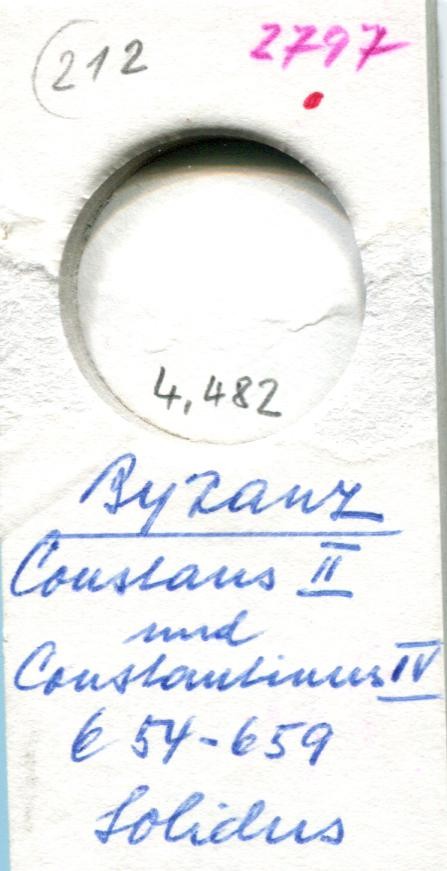 212 2797
4,482
Byzanz
Constans II
und
Constantinus IV
654-659
Solidus